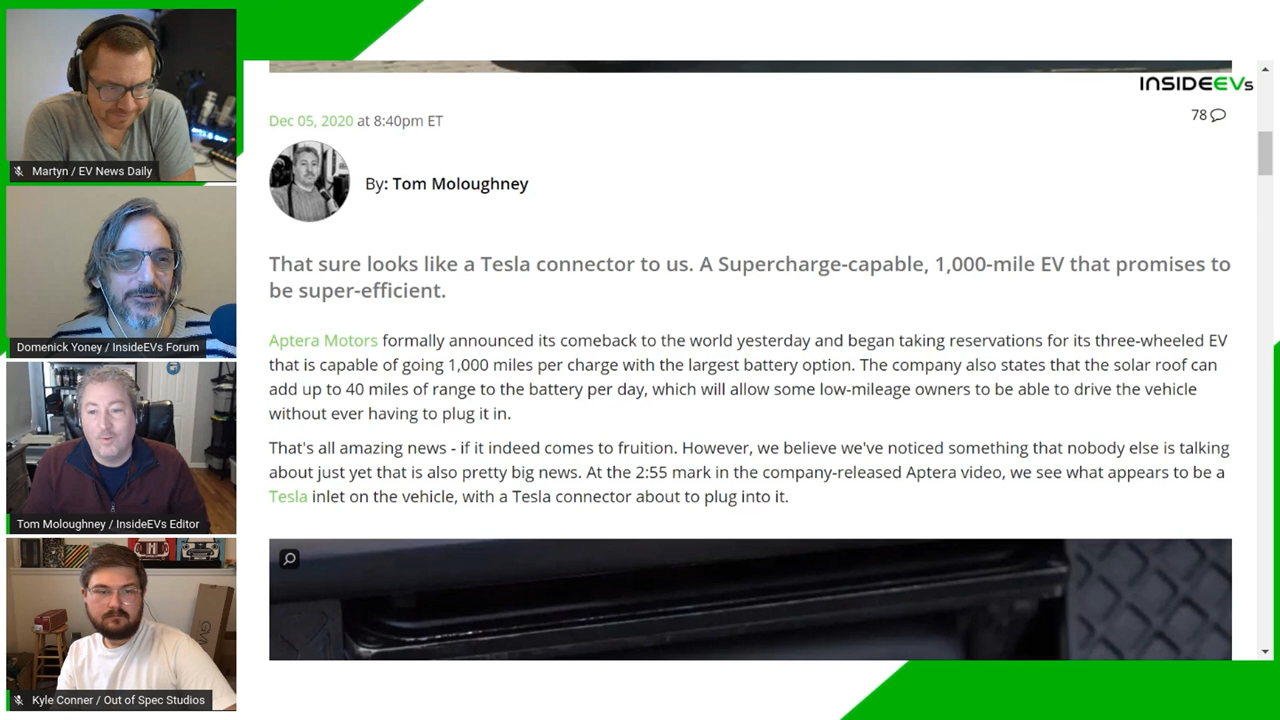 Martyn / EV News Daily
Domenick Yoney / InsideEVs Forum
Tom Moloughney / InsideEVs Editor
Kyle Conner / Out of Spec Studios
INSIDEEVs
Dec 05, 2020 at 8:40pm ET
78
By: Tom Moloughney
That sure looks like a Tesla connector to us. A Supercharge-capable, 1,000-mile EV that promises to
be super-efficient.
Aptera Motors formally announced its comeback to the world yesterday and began taking reservations for its three-wheeled EV
that is capable of going 1,000 miles per charge with the largest battery option. The company also states that the solar roof can
add up to 40 miles of range to the battery per day, which will allow some low-mileage owners to be able to drive the vehicle
without ever having to plug it in.
That's all amazing news - if it indeed comes to fruition. However, we believe we've noticed something that nobody else is talking
about just yet that is also pretty big news. At the 2:55 mark in the company-released Aptera video, we see what appears to be a
Tesla inlet on the vehicle, with a Tesla connector about to plug into it.